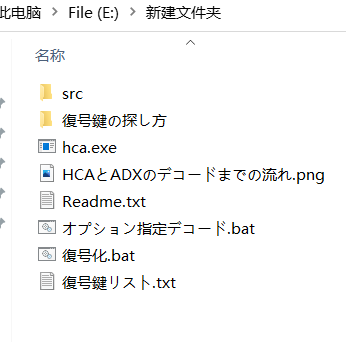 此电脑 > File (E:) > 新建文件夹
名称
src
復号鍵の探し方
hca.exe
HCAとADXのデコードまでの流れ.png
Readme.txt
オプション指定デコード.bat
復号化.bat
復号鍵リスト.txt